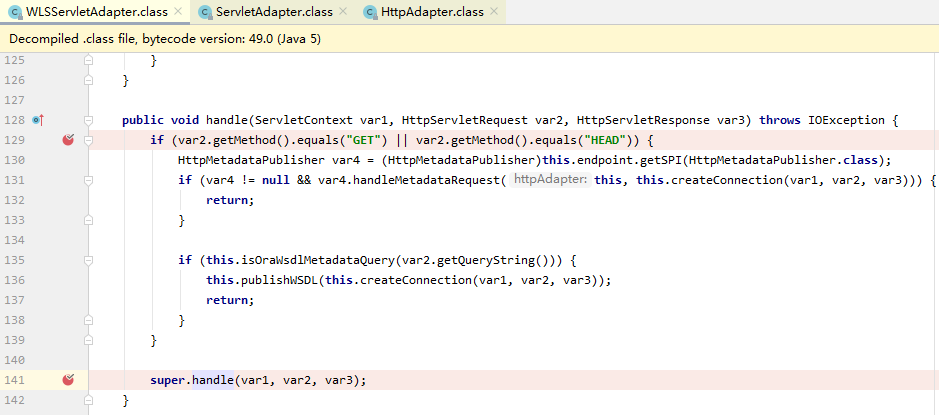 WLSServletAdapter.class × ServletAdapter.class × HttpAdapter.class ×
Decompiled .class file, bytecode version: 49.0 (Java 5)
125 }
126 }
127
128 public void handle(ServletContext var1, HttpServletRequest var2, HttpServletResponse var3) throws IOException {
129 if (var2.getMethod().equals("GET") || var2.getMethod().equals("HEAD")) {
130 HttpMetadataPublisher var4 = (HttpMetadataPublisher)this.endpoint.getSPI(HttpMetadataPublisher.class);
131 if (var4 != null && var4.handleMetadataRequest( httpAdapter: this, this.createConnection(var1, var2, var3))) {
132 return;
133 }
134
135 if (this.isOraWsdlMetadataQuery(var2.getQueryString())) {
136 this.publishWSDL(this.createConnection(var1, var2, var3));
137 return;
138 }
139 }
140
141 super.handle(var1, var2, var3);
142 }